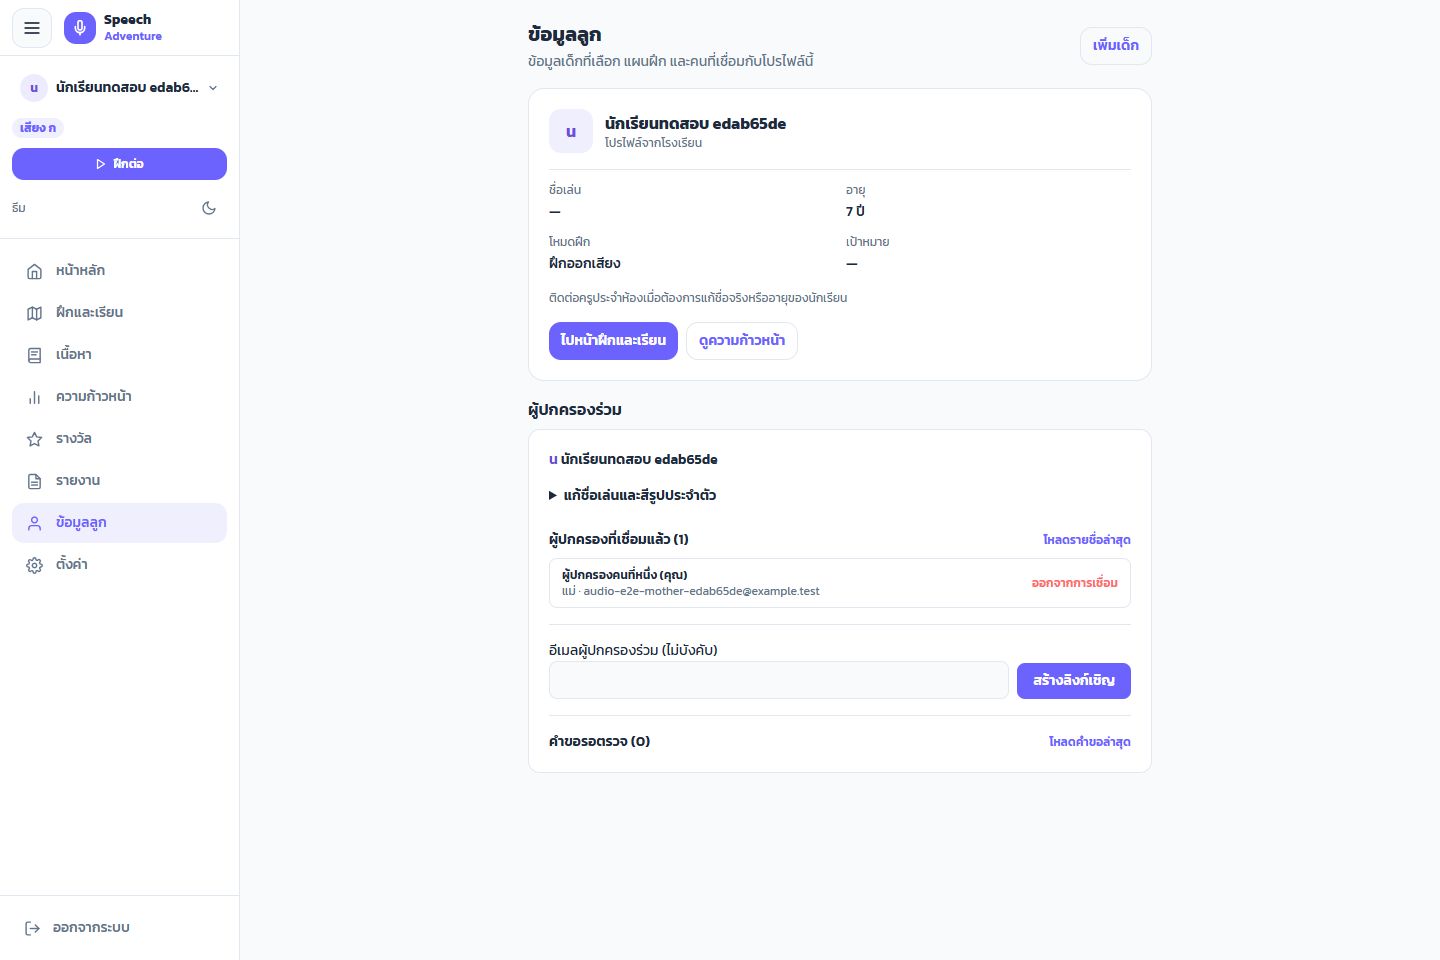 Speech
Adventure
น นักเรียนทดสอบ edab6...
เสียง ก
ฝึกต่อ
ธีม
หน้าหลัก
ฝึกและเรียน
เนื้อหา
ความก้าวหน้า
รางวัล
รายงาน
ข้อมูลลูก
ตั้งค่า
ออกจากระบบ
ข้อมูลลูก
ข้อมูลเด็กที่เลือก แผนฝึก และคนที่เชื่อมกับโปรไฟล์นี้
เพิ่มเด็ก
น
นักเรียนทดสอบ edab65de
โปรไฟล์จากโรงเรียน
ชื่อเล่น
—
อายุ
7 ปี
โหมดฝึก
ฝึกออกเสียง
เป้าหมาย
—
ติดต่อครูประจำห้องเมื่อต้องการแก้ชื่อจริงหรืออายุของนักเรียน
ไปหน้าฝึกและเรียน
ดูความก้าวหน้า
ผู้ปกครองร่วม
น นักเรียนทดสอบ edab65de
แก้ชื่อเล่นและสีรูปประจำตัว
ผู้ปกครองที่เชื่อมแล้ว (1)
โหลดรายชื่อล่าสุด
ผู้ปกครองคนที่หนึ่ง (คุณ)
แม่ · audio-e2e-mother-edab65de@example.test
ออกจากการเชื่อม
อีเมลผู้ปกครองร่วม (ไม่บังคับ)
สร้างลิงก์เชิญ
คำขอรอตรวจ (0)
โหลดคำขอล่าสุด